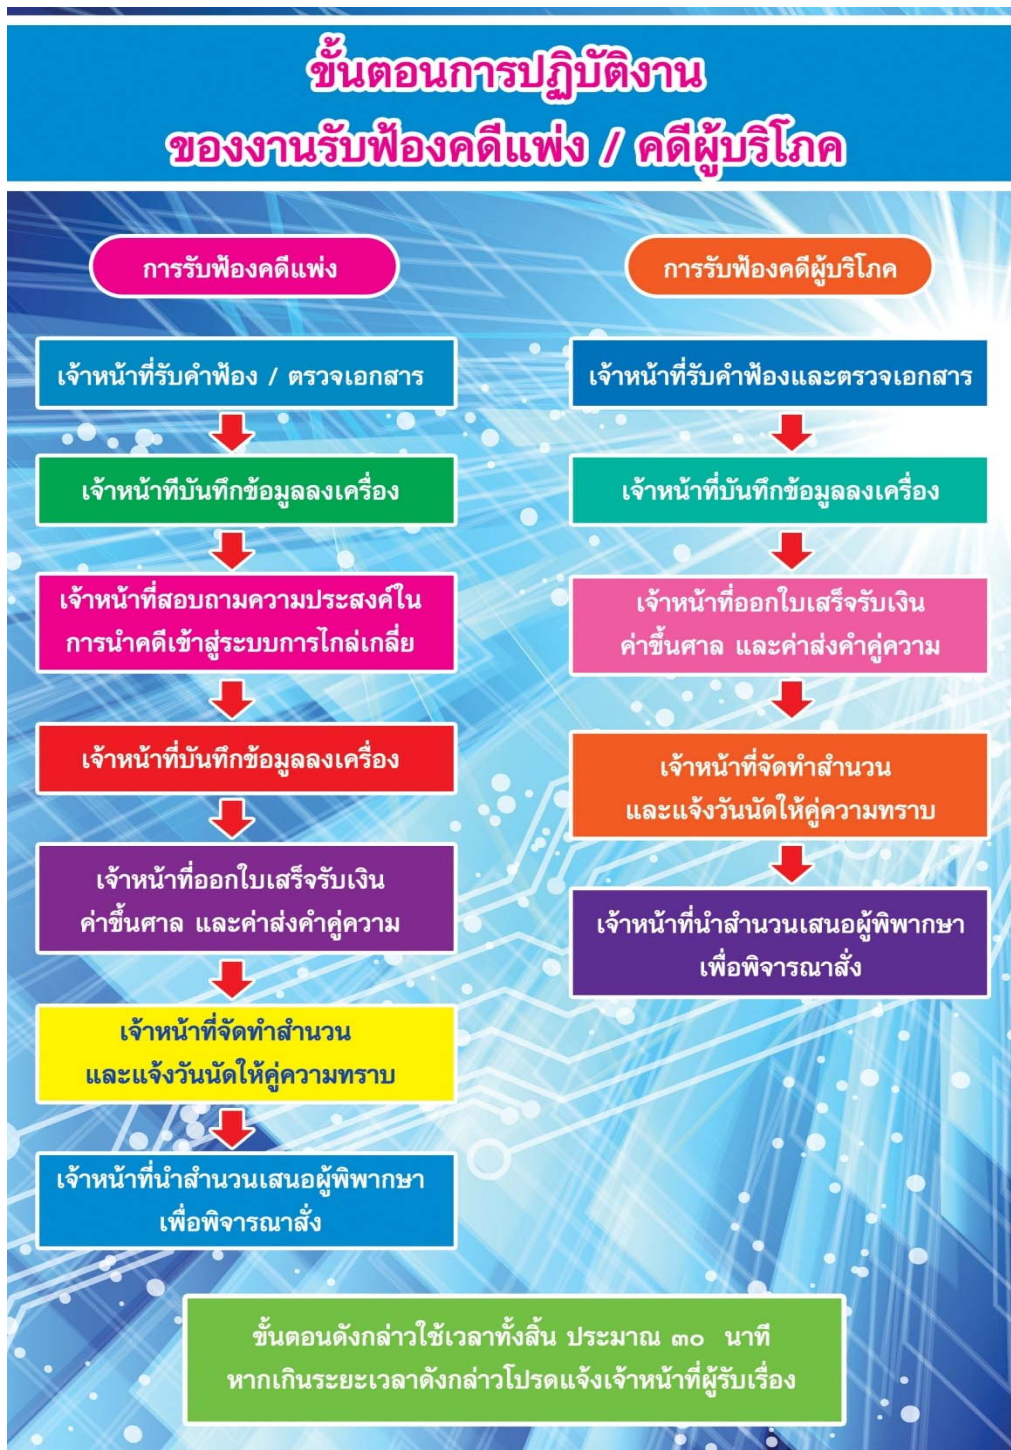 ขั้นตอนการปฏิบัติงาน
ของงานรับฟ้องคดีแพ่ง / คดีผู้บริโภค
การรับฟ้องคดีแพ่ง
เจ้าหน้าที่รับคำฟ้อง / ตรวจเอกสาร
เจ้าหน้าทีบันทึกข้อมูลลงเครื่อง
เจ้าหน้าที่สอบถามความประสงค์ใน
การนำคดีเข้าสู่ระบบการไกล่เกลี่ย
เจ้าหน้าที่บันทึกข้อมูลลงเครื่อง
เจ้าหน้าที่ออกใบเสร็จรับเงิน
ค่าขึ้นศาล และค่าส่งคำคู่ความ
เจ้าหน้าที่จัดทำสำนวน
และแจ้งวันนัดให้คู่ความทราบ
เจ้าหน้าที่นำสำนวนเสนอผู้พิพากษา
เพื่อพิจารณาสั่ง
การรับฟ้องคดีผู้บริโภค
เจ้าหน้าที่รับคำฟ้องและตรวจเอกสาร
เจ้าหน้าที่บันทึกข้อมูลลงเครื่อง
เจ้าหน้าที่ออกใบเสร็จรับเงิน
ค่าขึ้นศาล และค่าส่งคำคู่ความ
เจ้าหน้าที่จัดทำสำนวน
และแจ้งวันนัดให้คู่ความทราบ
เจ้าหน้าที่นำสำนวนเสนอผู้พิพากษา
เพื่อพิจารณาสั่ง
ขั้นตอนดังกล่าวใช้เวลาทั้งสิ้น ประมาณ ๓๐ นาที
หากเกินระยะเวลาดังกล่าวโปรดแจ้งเจ้าหน้าที่ผู้รับเรื่อง